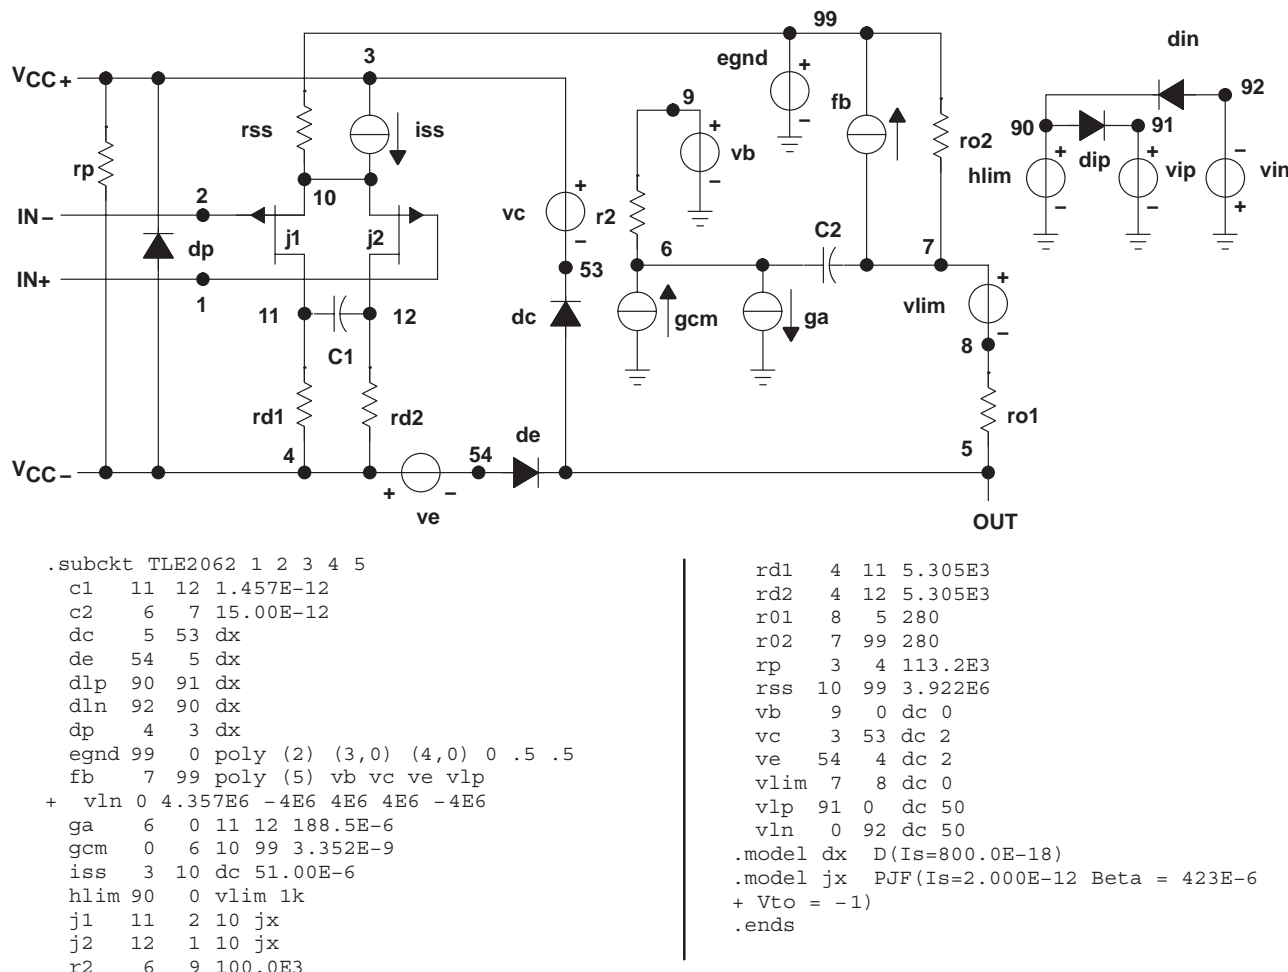 99
din
3
VCC+
egnd
+
92
9
fb
rss
iss
+
−
90
91
−
rp
vb
ro2
dip
2
10
−
hlim
+
vip
+
−
vin
IN−
+
vc
−
r2
C2
−
−
+
dp
j1
j2
6
7
IN+
1
53
+
11
12
dc
gcm
ga
vlim
−
C1
8
rd1
rd2
ro1
de
4
54
5
VCC−
+
−
ve
OUT
.subckt TLE2062 1 2 3 4 5
c1 11 12 1.457E−12
c2 6 7 15.00E−12
dc 5 53 dx
de 54 5 dx
dlp 90 91 dx
dln 92 90 dx
dp 4 3 dx
egnd 99 0 poly (2) (3,0) (4,0) 0 .5 .5
fb 7 99 poly (5) vb vc ve vlp
+ vln 0 4.357E6 −4E6 4E6 4E6 −4E6
ga 6 0 11 12 188.5E−6
gcm 0 6 10 99 3.352E−9
iss 3 10 dc 51.00E−6
hlim 90 0 vlim 1k
j1 11 2 10 jx
j2 12 1 10 jx
r2 6 9 100.0E3
rd1 4 11 5.305E3
rd2 4 12 5.305E3
r01 8 5 280
r02 7 99 280
rp 3 4 113.2E3
rss 10 99 3.922E6
vb 9 0 dc 0
vc 3 53 dc 2
ve 54 4 dc 2
vlim 7 8 dc 0
vlp 91 0 dc 50
vln 0 92 dc 50
.model dx D(Is=800.0E−18)
.model jx PJF(Is=2.000E−12 Beta = 423E−6
+ Vto = −1)
.ends